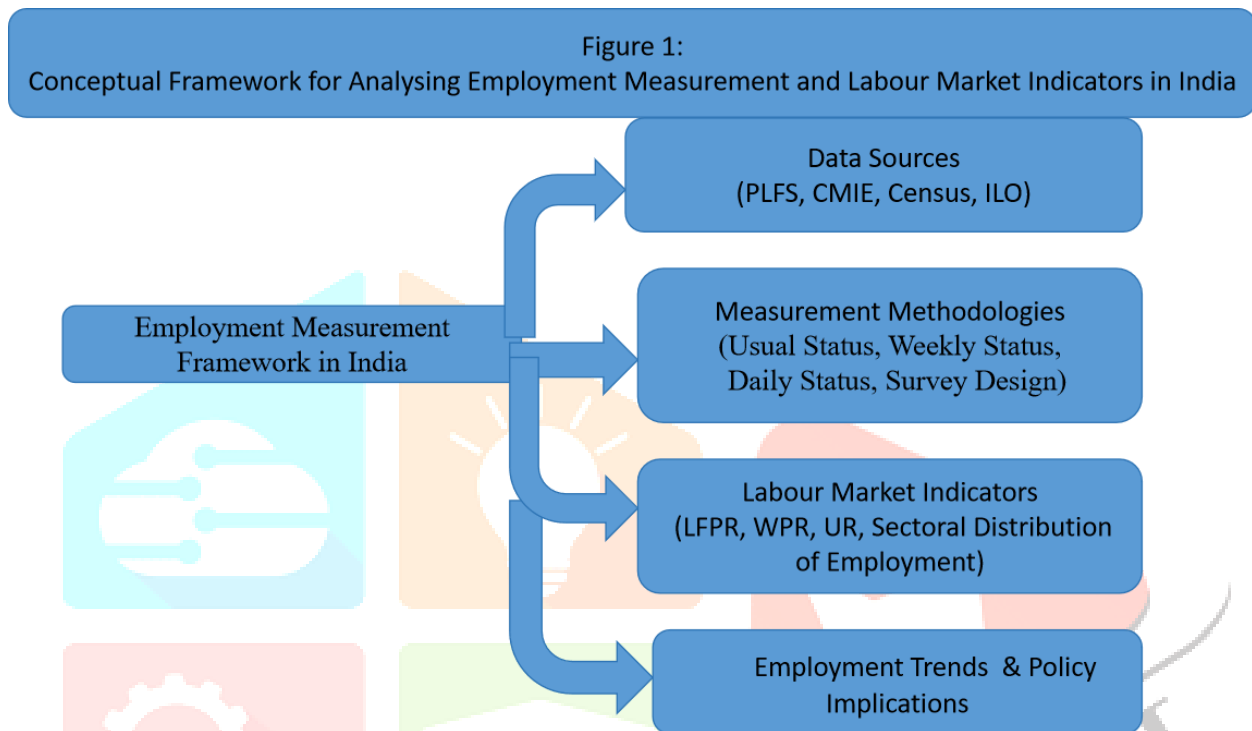 Figure 1:
Conceptual Framework for Analysing Employment Measurement and Labour Market Indicators in India
Data Sources
(PLFS, CMIE, Census, ILO)
Employment Measurement
Framework in India
Measurement Methodologies
(Usual Status, Weekly Status,
Daily Status, Survey Design)
Labour Market Indicators
(LFPR, WPR, UR, Sectoral Distribution
of Employment)
Employment Trends & Policy
Implications